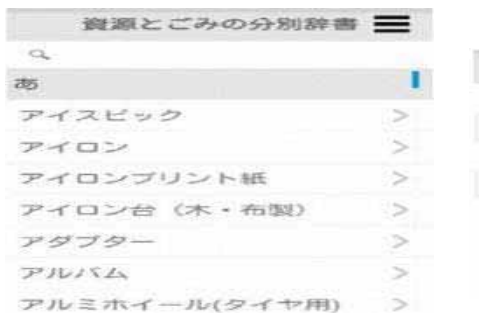 資源とごみの分別辞書
あ
アイスピック
アイロン
アイロンプリント紙
アイロン台（木・布製）
アダプター
アルバム
アルミホイール(タイヤ用)